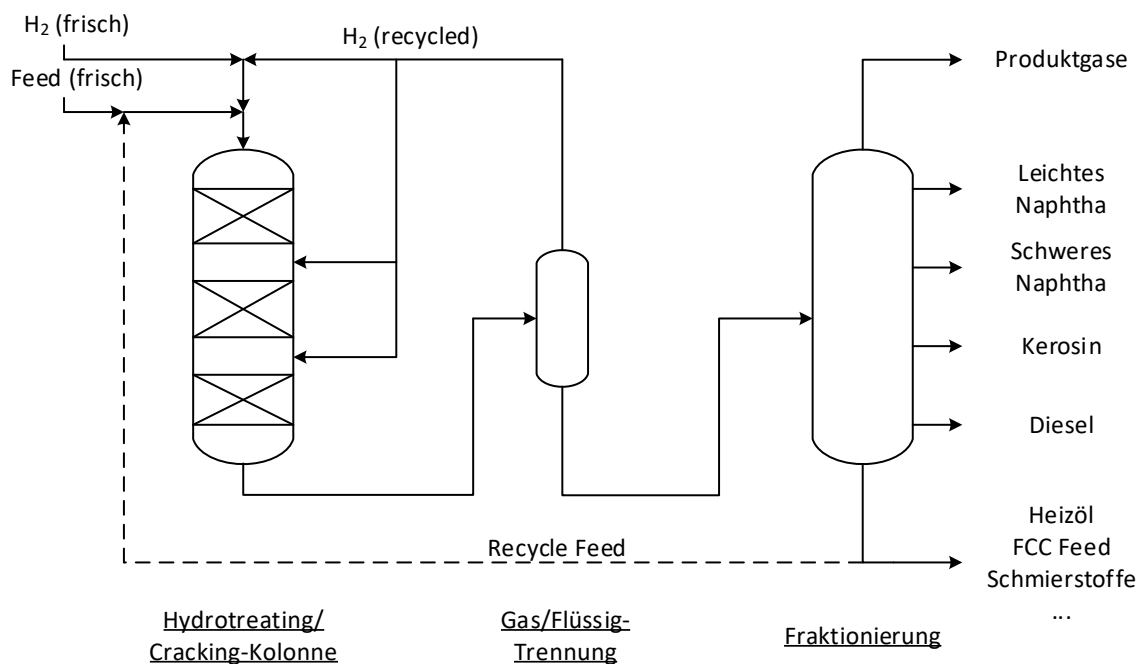 H₂ (frisch)
H₂ (recycled)
Feed (frisch)
Produktgase
Leichtes
Naphtha
Schweres
Naphtha
Kerosin
Diesel
Heizöl
FCC Feed
Schmierstoffe
...
Recycle Feed
Hydrotreating/
Cracking-Kolonne
Gas/Flüssig-
Trennung
Fraktionierung